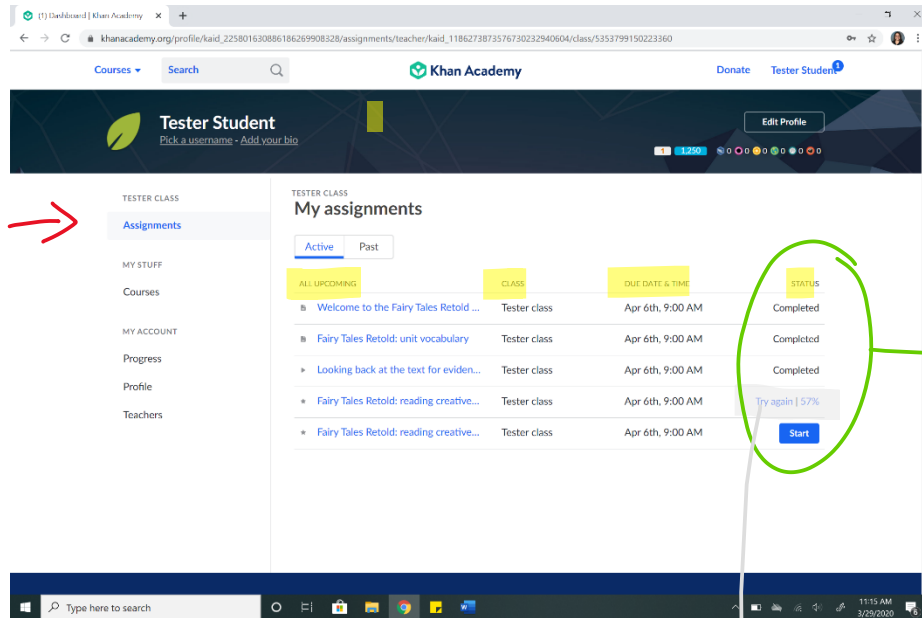 (1) Dashboard | Khan Academy
khanacademy.org/profile/kaid_225801630886186269908328/assignments/teacher/kaid_1186273873576730232940604/class/5353799150223360
Courses Search Khan Academy Donate Tester Student 1
Tester Student Edit Profile
Pick a username - Add your bio
1 1,250 0 0 0 0 0 0
TESTER CLASS
Assignments
MY STUFF
Courses
MY ACCOUNT
Progress
Profile
Teachers
TESTER CLASS
My assignments
Active Past
ALL UPCOMING CLASS DUE DATE & TIME STATUS
Welcome to the Fairy Tales Retold ... Tester class Apr 6th, 9:00 AM Completed
Fairy Tales Retold: unit vocabulary Tester class Apr 6th, 9:00 AM Completed
Looking back at the text for eviden... Tester class Apr 6th, 9:00 AM Completed
Fairy Tales Retold: reading creative... Tester class Apr 6th, 9:00 AM Try again | 57%
Fairy Tales Retold: reading creative... Tester class Apr 6th, 9:00 AM Start
Type here to search 11:15 AM
3/29/2020 6